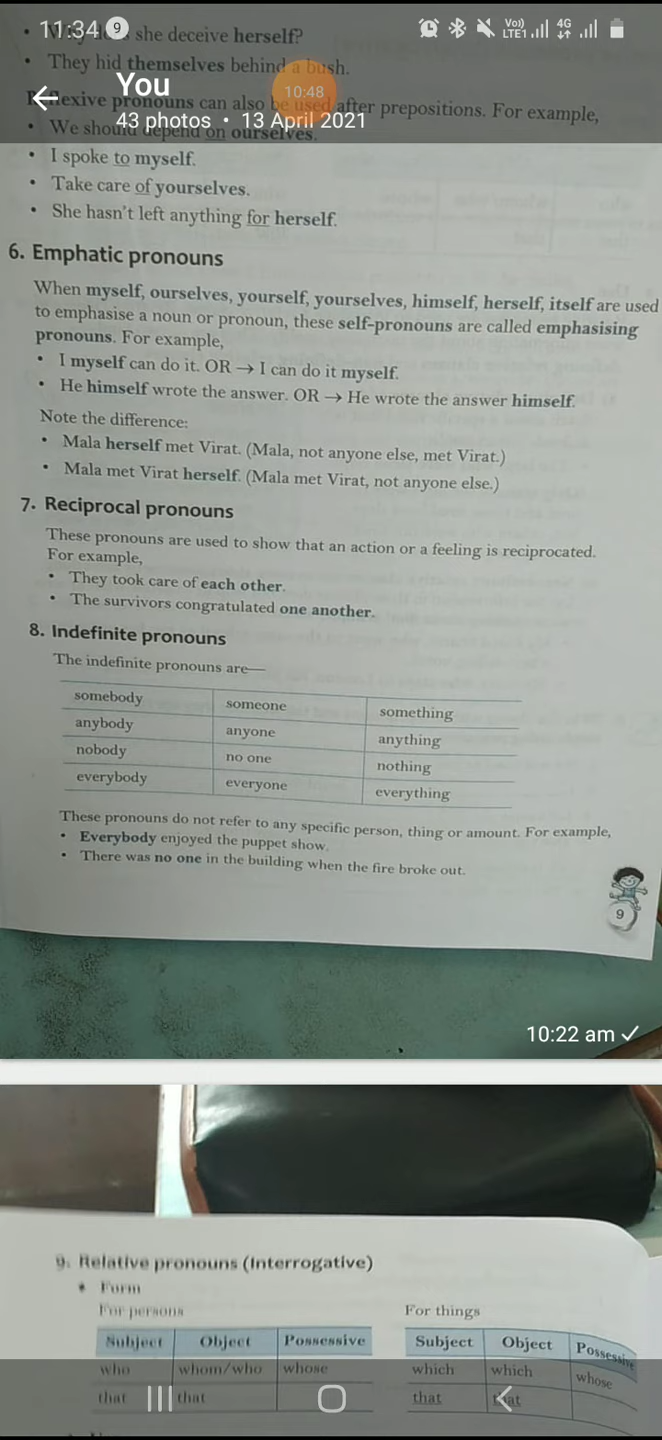 11:34 9 Vo) LTE1 4G
she deceive herself?
• They hid themselves behind a bush.
You
10:48
43 photos • 13 April 2021
Reflexive pronouns can also be used after prepositions. For example,
• We should depend on ourselves.
• I spoke to myself.
• Take care of yourselves.
• She hasn't left anything for herself.
6. Emphatic pronouns
When myself, ourselves, yourself, yourselves, himself, herself, itself are used
to emphasise a noun or pronoun, these self-pronouns are called emphasising
pronouns. For example,
• I myself can do it. OR → I can do it myself.
• He himself wrote the answer. OR → He wrote the answer himself.
Note the difference:
• Mala herself met Virat. (Mala, not anyone else, met Virat.)
• Mala met Virat herself. (Mala met Virat, not anyone else.)
7. Reciprocal pronouns
These pronouns are used to show that an action or a feeling is reciprocated.
For example,
• They took care of each other.
• The survivors congratulated one another.
8. Indefinite pronouns
The indefinite pronouns are—
somebody someone something
anybody anyone anything
nobody no one nothing
everybody everyone everything
These pronouns do not refer to any specific person, thing or amount. For example,
• Everybody enjoyed the puppet show.
• There was no one in the building when the fire broke out.
9
10:22 am
9. Relative pronouns (Interrogative)
• Form
For persons For things
Subject Object Possessive Subject Object Possessive
who whom/who whose which which whose
that that that that